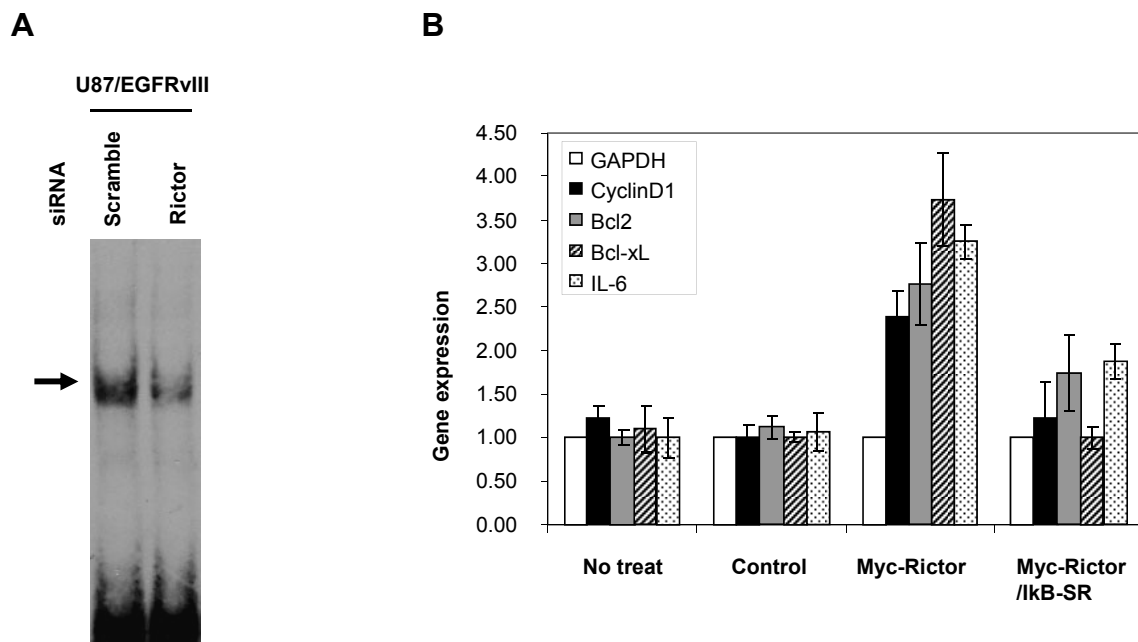 A
U87/EGFRvIII
siRNA
Scramble
Rictor
B
Gene expression
4.50
4.00
3.50
3.00
2.50
2.00
1.50
1.00
0.50
0.00
GAPDH
CyclinD1
Bcl2
Bcl-xL
IL-6
No treat
Control
Myc-Rictor
Myc-Rictor
/IkB-SR